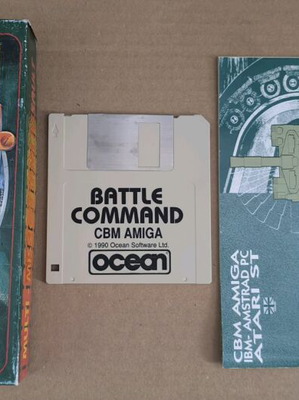 BATTLE
COMMAND
CBM AMIGA
© 1990 Ocean Software Ltd.
ocean
CBM AMIGA
IBM-AMSTRAD PC
ATARI ST